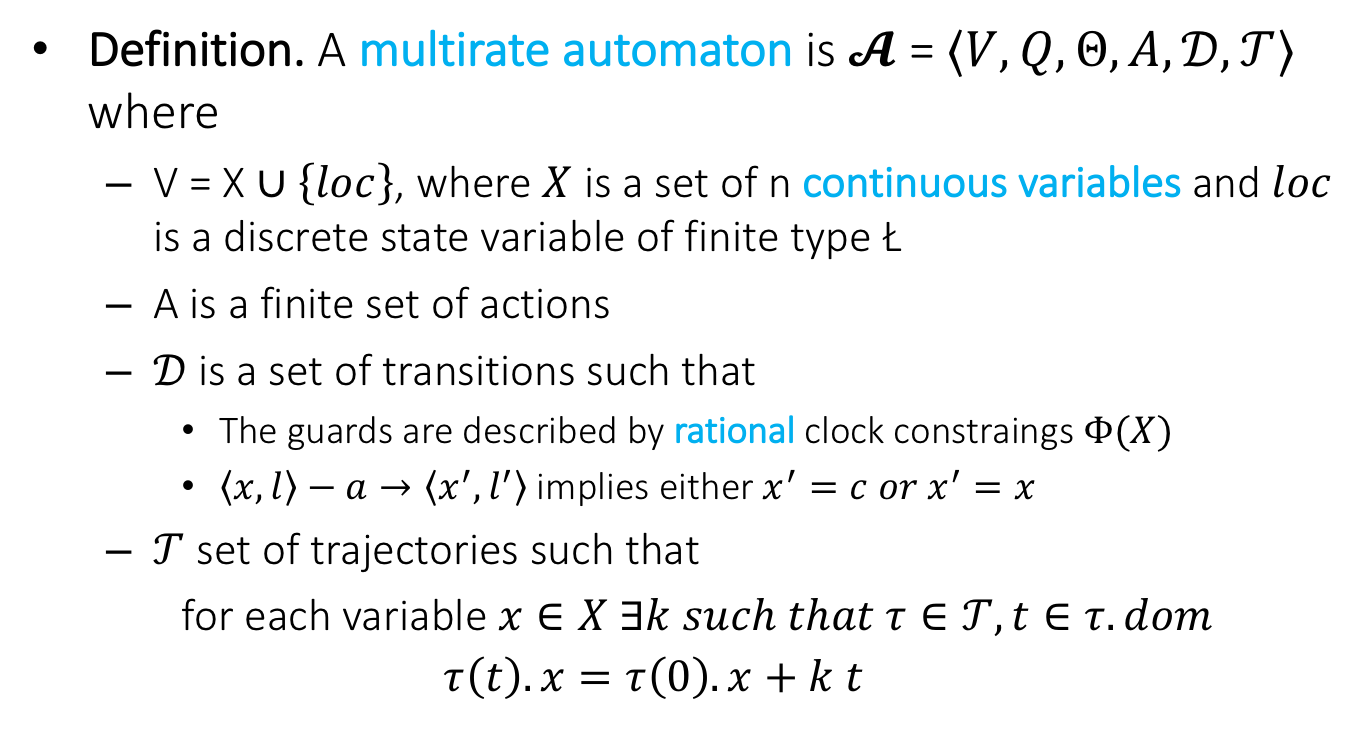 • Definition. A multirate automaton is 𝓐 = ⟨V, Q, Θ, A, 𝒟, 𝒯⟩
where
– V = X ∪ {loc}, where X is a set of n continuous variables and loc
is a discrete state variable of finite type Ł
– A is a finite set of actions
– 𝒟 is a set of transitions such that
• The guards are described by rational clock constraings Φ(X)
• ⟨x, l⟩ − a → ⟨x′, l′⟩ implies either x′ = c or x′ = x
– 𝒯 set of trajectories such that
for each variable x ∈ X ∃k such that τ ∈ 𝒯, t ∈ τ. dom
τ(t). x = τ(0). x + k t